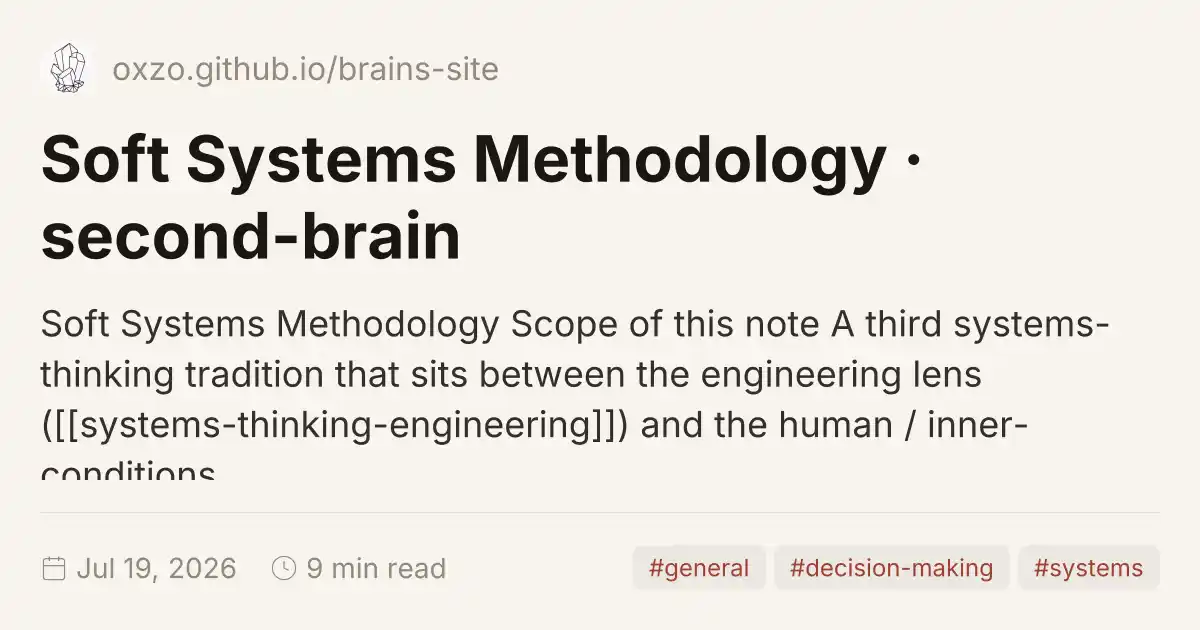 oxzo.github.io/brains-site
Soft Systems Methodology ·
second-brain
Soft Systems Methodology Scope of this note A third systems-
thinking tradition that sits between the engineering lens
([[systems-thinking-engineering]]) and the human / inner-
conditions
Jul 19, 2026 9 min read #general #decision-making #systems